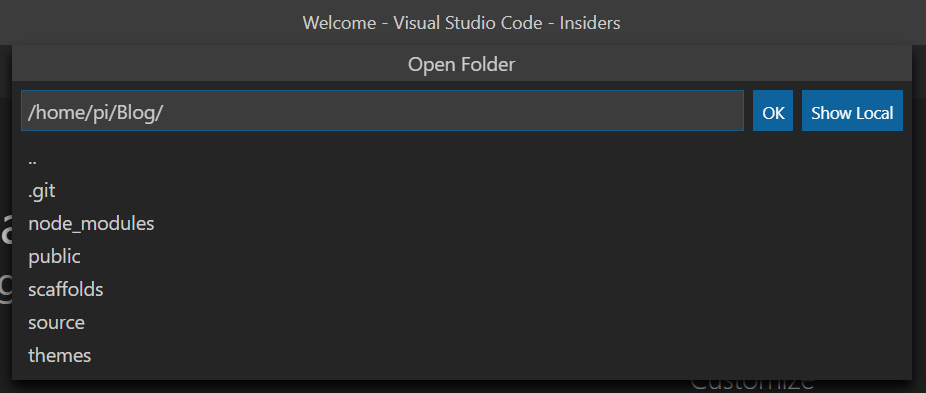 Welcome - Visual Studio Code - Insiders
Open Folder
/home/pi/Blog/ OK Show Local
..
.git
node_modules
public
scaffolds
source
themes
Customize